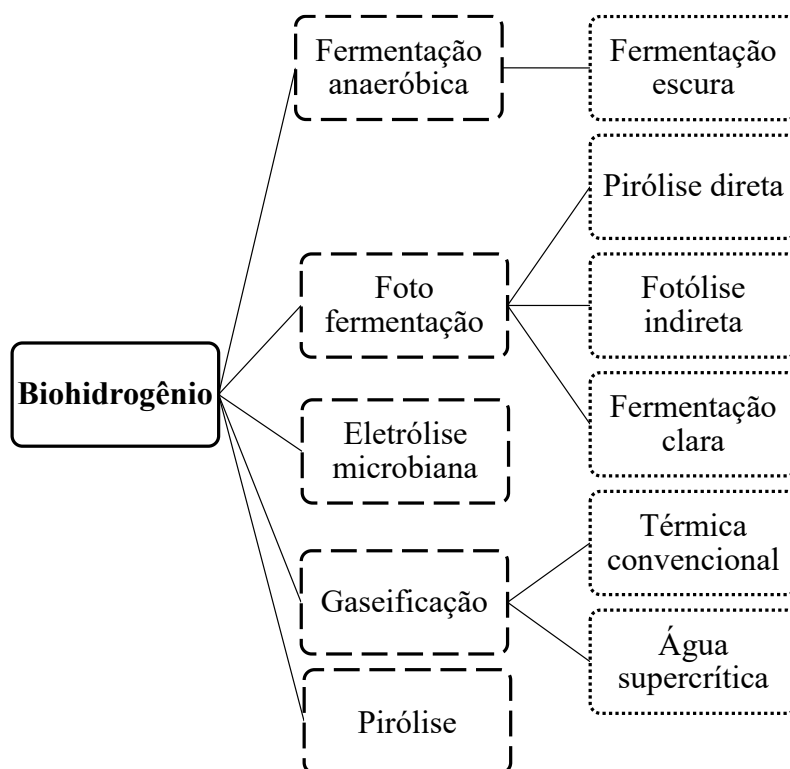 Fermentação
anaeróbica
Fermentação
escura
Pirólise direta
Foto
fermentação
Fotólise
indireta
Biohidrogênio
Fermentação
clara
Eletrólise
microbiana
Térmica
convencional
Gaseificação
Água
supercrítica
Pirólise